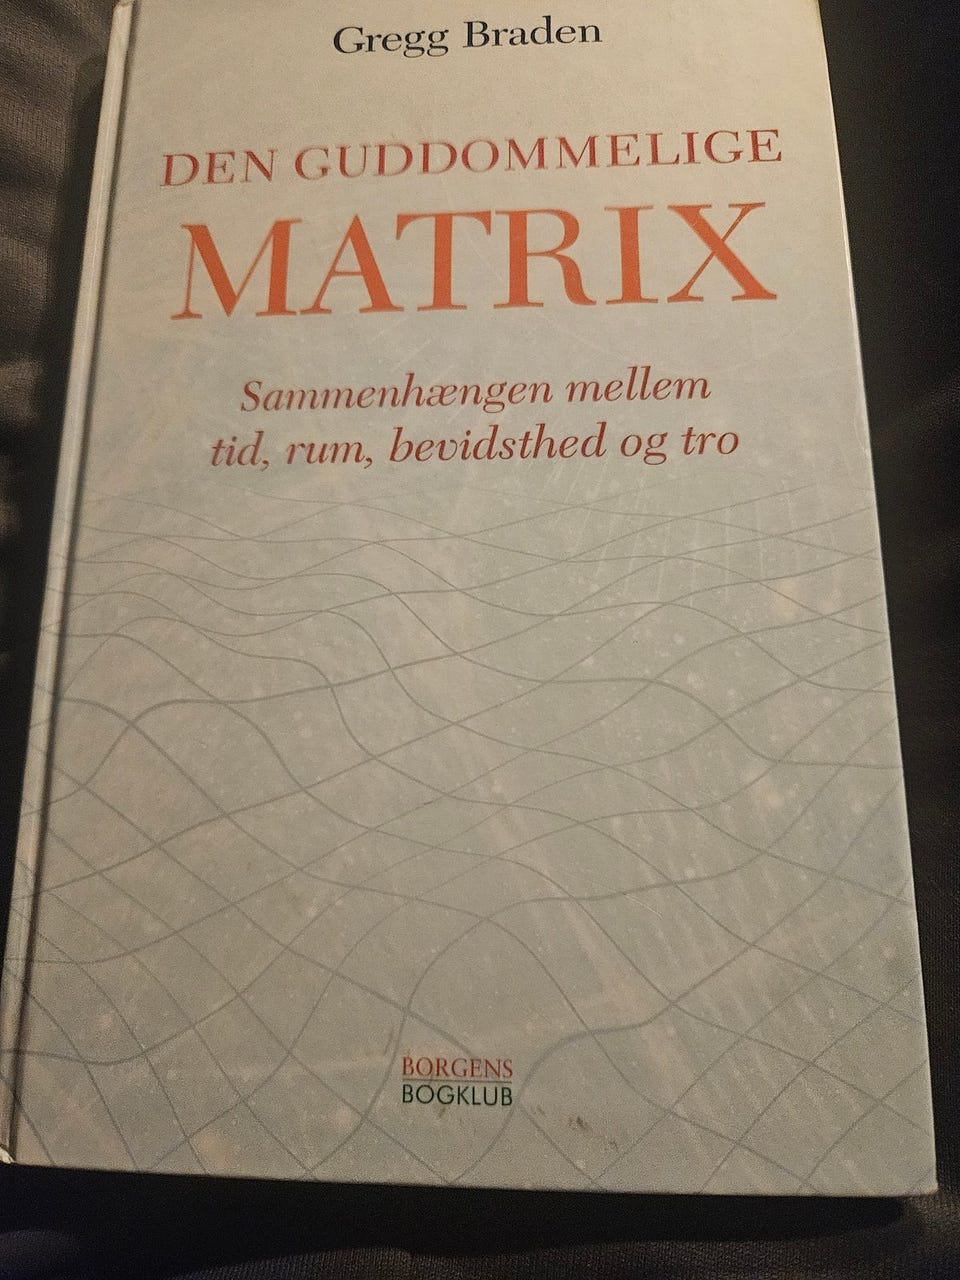 Gregg Braden
DEN GUDDOMMELIGE
MATRIX
Sammenhængen mellem
tid, rum, bevidsthed og tro
BORGENS
BOGKLUB